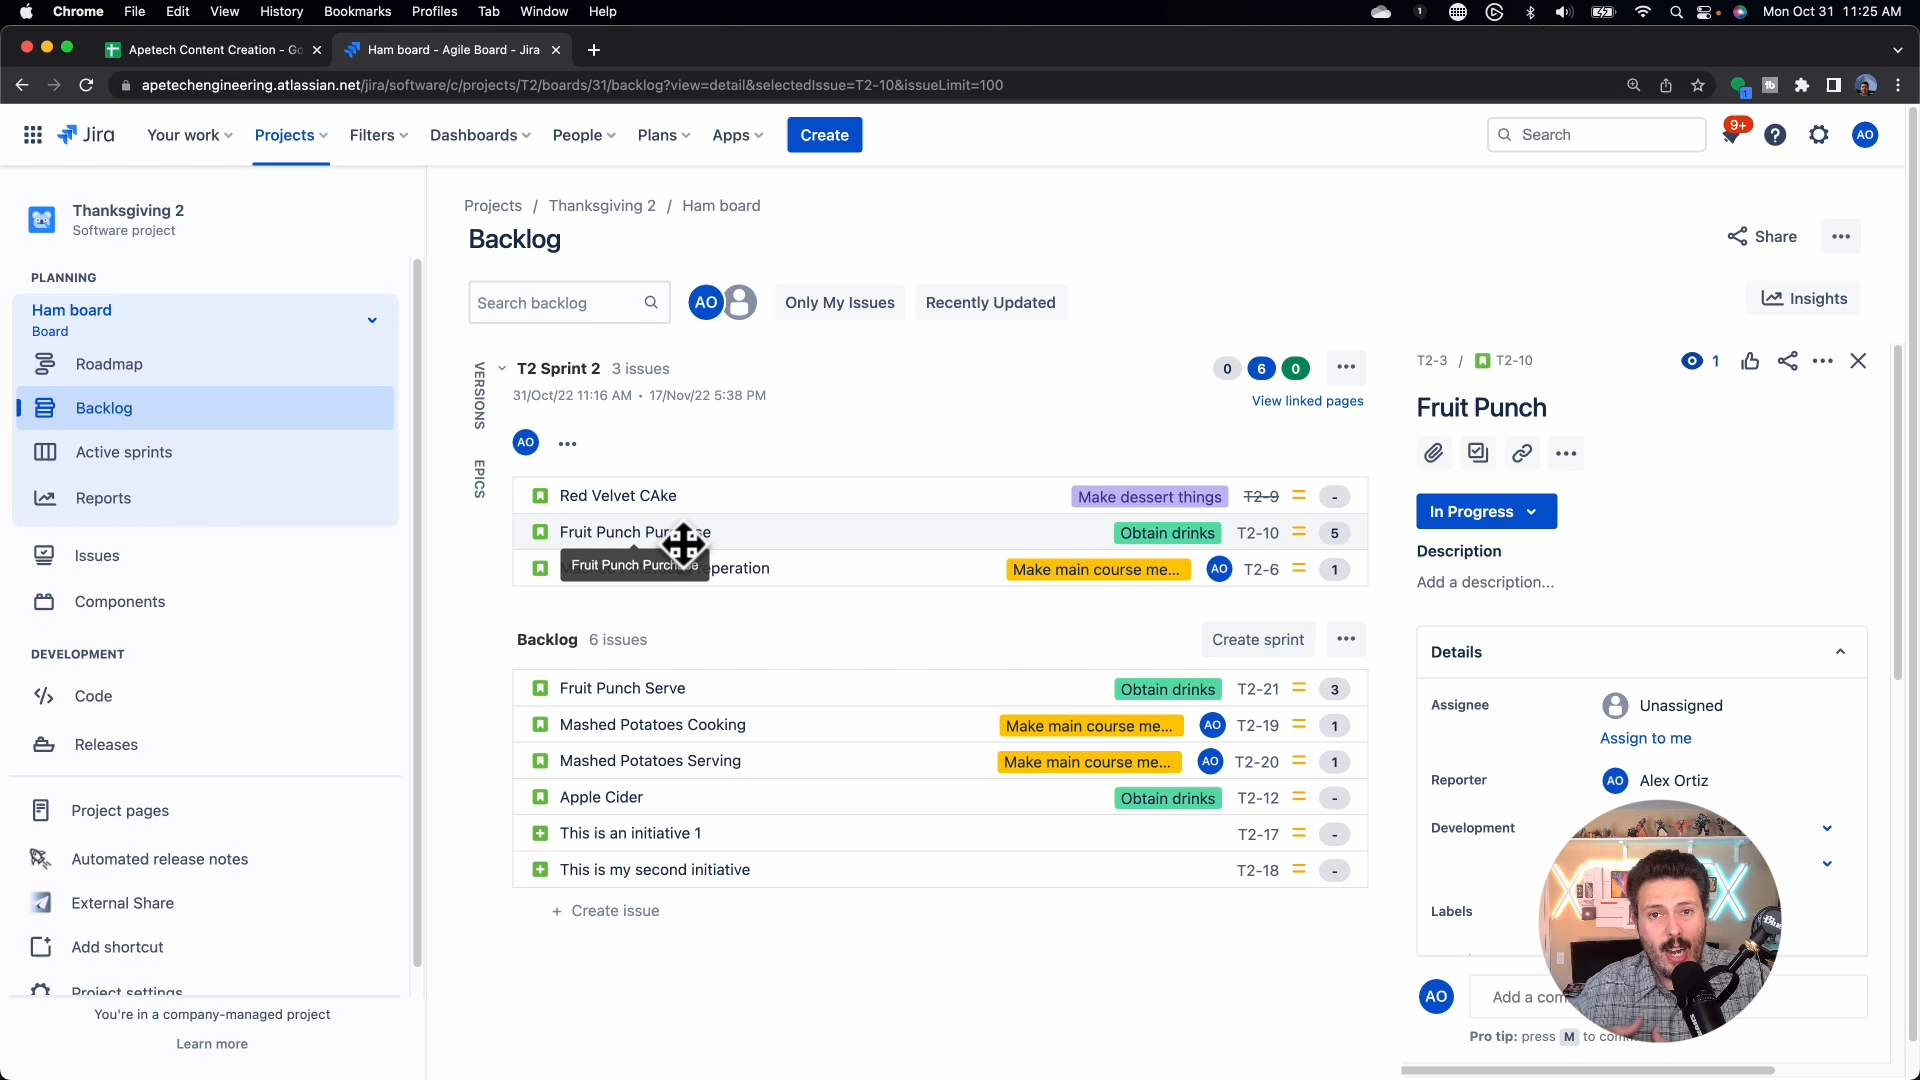 Chrome File Edit View History Bookmarks Profiles Tab Window Help
1
Mon Oct 31 11:25 AM
Apetech Content Creation - Go
Ham board - Agile Board - Jira
apetechengineering.atlassian.net/jira/software/c/projects/T2/boards/31/backlog?view=detail&selectedIssue=T2-10&issueLimit=100
1
tb
Jira
Your work Projects Filters Dashboards People Plans Apps Create
Search
9+
AO
Thanksgiving 2
Software project
PLANNING
Ham board
Board
Roadmap
Backlog
Active sprints
Reports
Issues
Components
DEVELOPMENT
Code
Releases
Project pages
Automated release notes
External Share
Add shortcut
Project settings
You're in a company-managed project
Learn more
Projects / Thanksgiving 2 / Ham board
Backlog
Share
Search backlog
AO
Only My Issues
Recently Updated
Insights
VERSIONS
EPICS
T2 Sprint 2 3 issues
0 6 0
31/Oct/22 11:16 AM • 17/Nov/22 5:38 PM
View linked pages
AO
Red Velvet CAke Make dessert things T2-9 -
Fruit Punch Pur se Obtain drinks T2-10 5
Fruit Punch Purchase
peration Make main course me... AO T2-6 1
Backlog 6 issues
Create sprint
Fruit Punch Serve Obtain drinks T2-21 3
Mashed Potatoes Cooking Make main course me... AO T2-19 1
Mashed Potatoes Serving Make main course me... AO T2-20 1
Apple Cider Obtain drinks T2-12 -
This is an initiative 1 T2-17 -
This is my second initiative T2-18 -
+ Create issue
T2-3 / T2-10
1
Fruit Punch
In Progress
Description
Add a description...
Details
Assignee
Unassigned
Assign to me
Reporter
AO Alex Ortiz
Development
Labels
AO
Add a com
Pro tip: press M to com
Blue